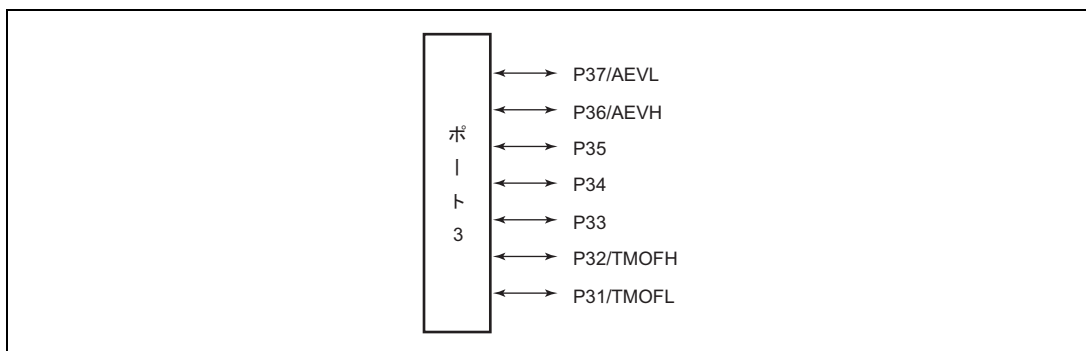 ポート3
P37/AEVL
P36/AEVH
P35
P34
P33
P32/TMOFH
P31/TMOFL